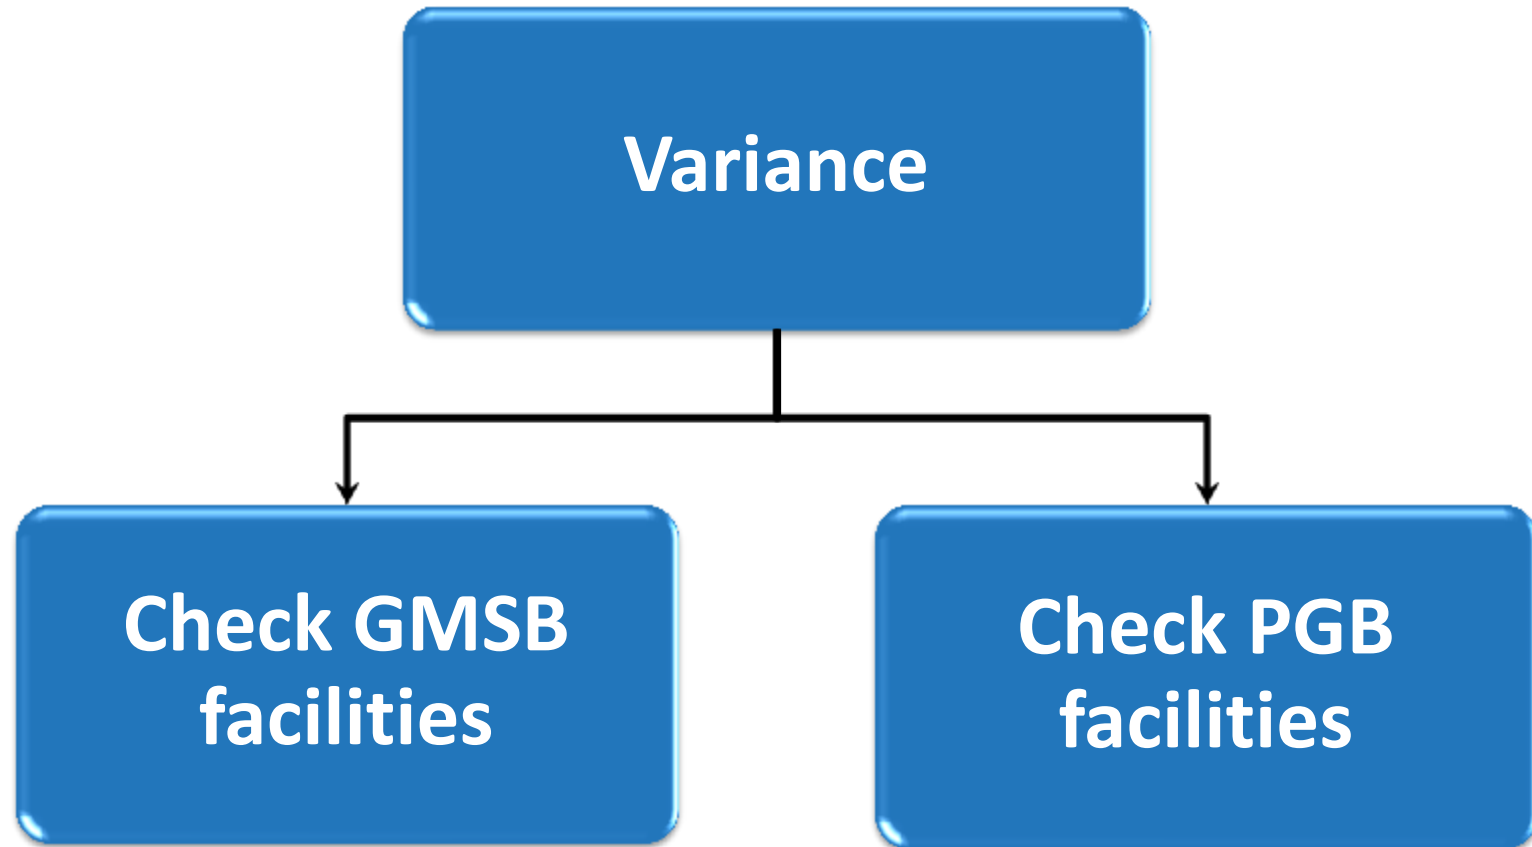 Variance
Check GMSB
facilities
Check PGB
facilities